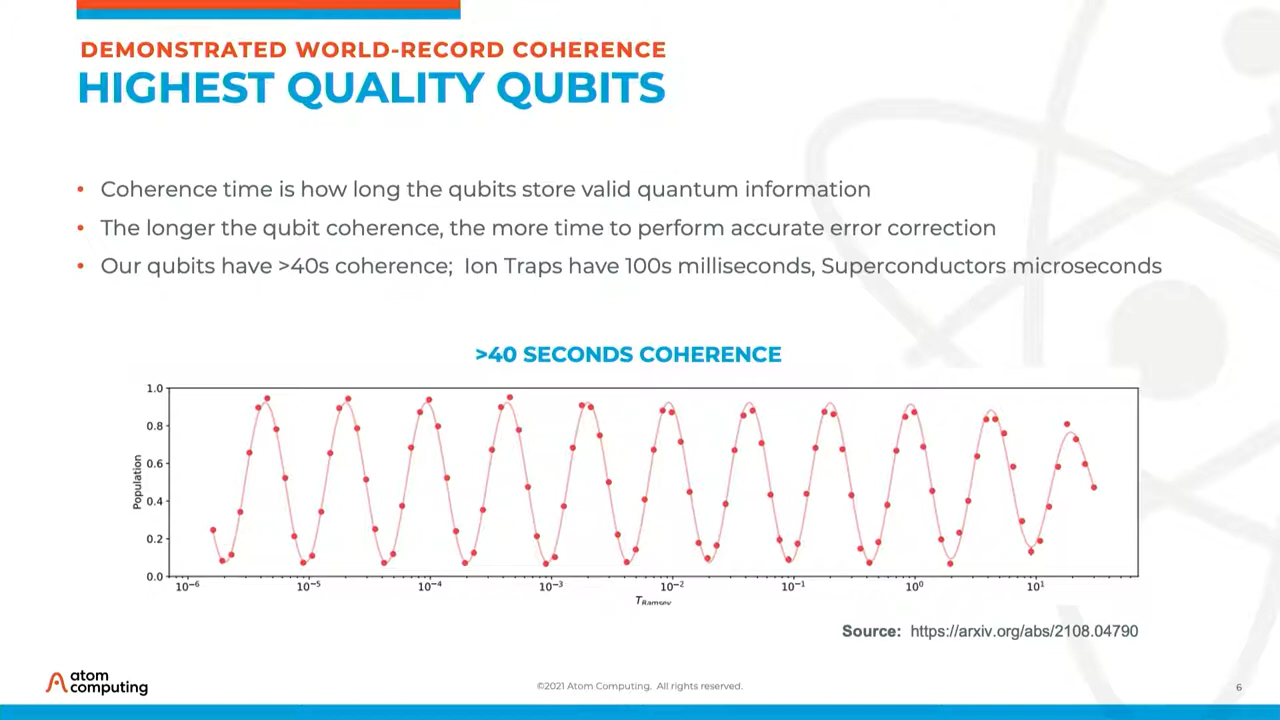 DEMONSTRATED WORLD-RECORD COHERENCE
HIGHEST QUALITY QUBITS
• Coherence time is how long the qubits store valid quantum information
• The longer the qubit coherence, the more time to perform accurate error correction
• Our qubits have >40s coherence; Ion Traps have 100s milliseconds, Superconductors microseconds
>40 SECONDS COHERENCE
Population
1.0
0.8
0.6
0.4
0.2
0.0
10⁻⁶ 10⁻⁵ 10⁻⁴ 10⁻³ 10⁻² 10⁻¹ 10⁰ 10¹
T_Ramsey
Source: https://arxiv.org/abs/2108.04790
atom
computing
©2021 Atom Computing. All rights reserved.
6